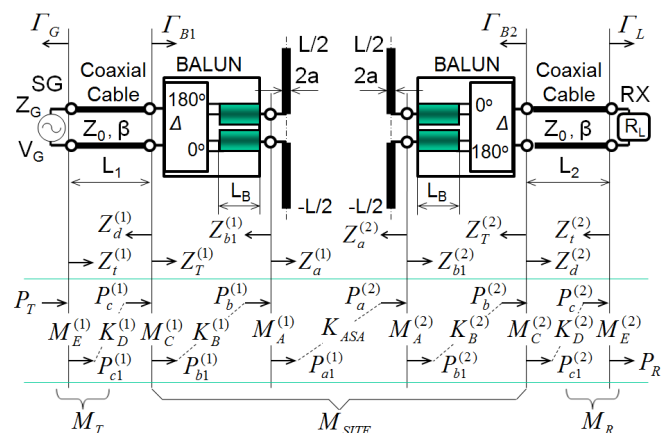 Γ_G Γ_B1 Γ_B2 Γ_L
BALUN L/2 L/2 BALUN
SG Coaxial Cable 2a 2a Coaxial Cable RX
Z_G 180° 0° R_L
V_G Z_0, β Δ Δ Z_0, β
0° 180°
L_1 L_B -L/2 -L/2 L_B L_2
Z_d^(1) Z_b1^(1) Z_a^(2) Z_T^(2) Z_t^(2)
Z_t^(1) Z_T^(1) Z_a^(1) Z_b1^(2) Z_d^(2)
P_T P_c^(1) P_b^(1) P_a^(2) P_b^(2) P_c^(2)
M_E^(1) K_D^(1) M_C^(1) K_B^(1) M_A^(1) K_ASA M_A^(2) K_B^(2) M_C^(2) K_D^(2) M_E^(2)
P_c1^(1) P_b1^(1) P_a1^(1) P_b1^(2) P_c1^(2) P_R
M_T M_SITE M_R